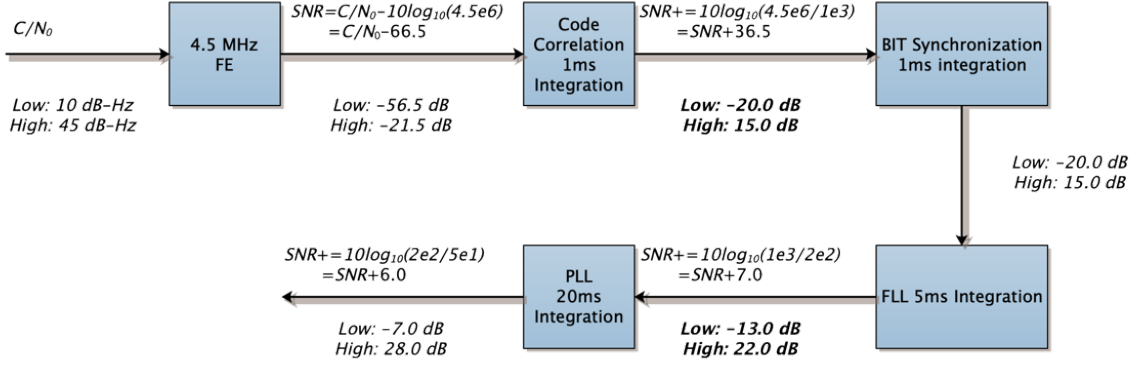 C/N₀
Low: 10 dB-Hz
High: 45 dB-Hz
4.5 MHz
FE
SNR=C/N₀-10log₁₀(4.5e6)
=C/N₀-66.5
Low: -56.5 dB
High: -21.5 dB
Code
Correlation
1ms
Integration
SNR+=10log₁₀(4.5e6/1e3)
=SNR+36.5
Low: -20.0 dB
High: 15.0 dB
BIT Synchronization
1ms integration
Low: -20.0 dB
High: 15.0 dB
FLL 5ms Integration
SNR+=10log₁₀(1e3/2e2)
=SNR+7.0
Low: -13.0 dB
High: 22.0 dB
PLL
20ms
Integration
SNR+=10log₁₀(2e2/5e1)
=SNR+6.0
Low: -7.0 dB
High: 28.0 dB